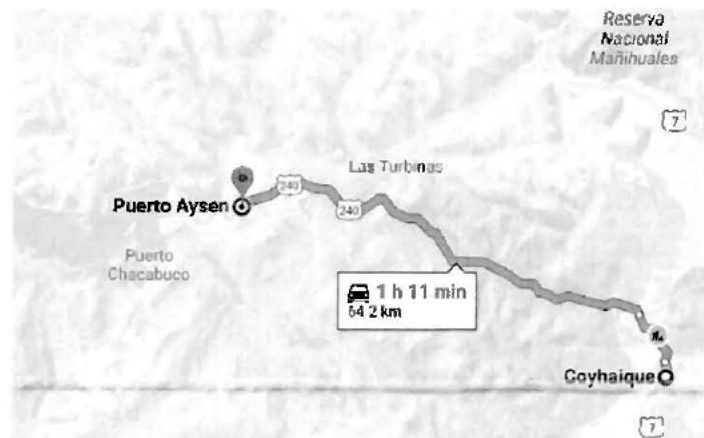 Reserva
Nacional
Mañihuales
7
Las Turbinas
240
Puerto Aysen
240
Puerto
Chacabuco
1 h 11 min
64.2 km
Coyhaique
7